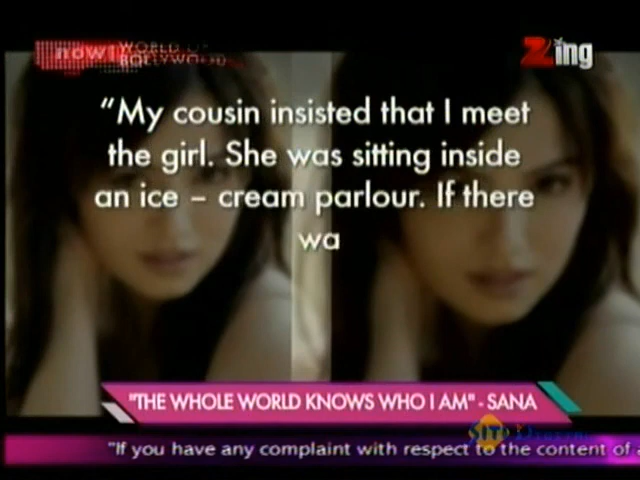 now!
WORLD OF
BOLLYWOOD
Zing
"My cousin insisted that I meet
the girl. She was sitting inside
an ice – cream parlour. If there
wa
"THE WHOLE WORLD KNOWS WHO I AM" - SANA
SITI
"If you have any complaint with respect to the content of a